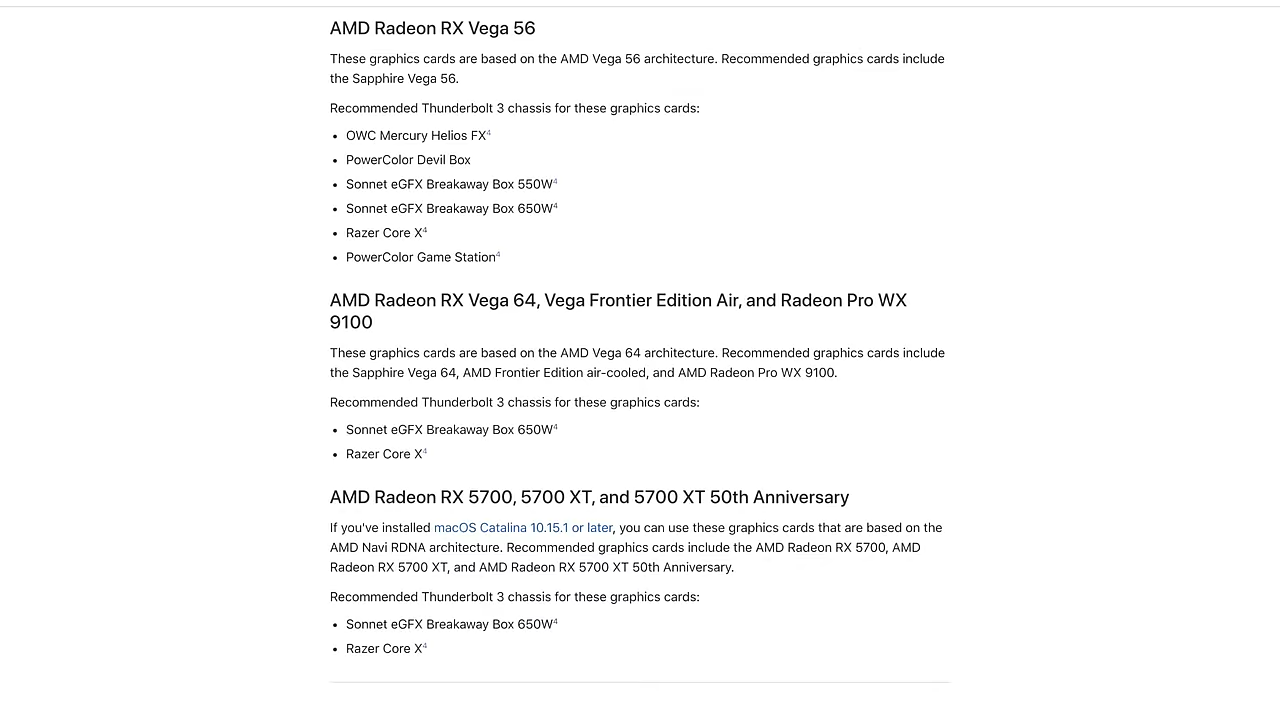 AMD Radeon RX Vega 56
These graphics cards are based on the AMD Vega 56 architecture. Recommended graphics cards include
the Sapphire Vega 56.
Recommended Thunderbolt 3 chassis for these graphics cards:
• OWC Mercury Helios FX⁴
• PowerColor Devil Box
• Sonnet eGFX Breakaway Box 550W⁴
• Sonnet eGFX Breakaway Box 650W⁴
• Razer Core X⁴
• PowerColor Game Station⁴
AMD Radeon RX Vega 64, Vega Frontier Edition Air, and Radeon Pro WX
9100
These graphics cards are based on the AMD Vega 64 architecture. Recommended graphics cards include
the Sapphire Vega 64, AMD Frontier Edition air-cooled, and AMD Radeon Pro WX 9100.
Recommended Thunderbolt 3 chassis for these graphics cards:
• Sonnet eGFX Breakaway Box 650W⁴
• Razer Core X⁴
AMD Radeon RX 5700, 5700 XT, and 5700 XT 50th Anniversary
If you've installed macOS Catalina 10.15.1 or later, you can use these graphics cards that are based on the
AMD Navi RDNA architecture. Recommended graphics cards include the AMD Radeon RX 5700, AMD
Radeon RX 5700 XT, and AMD Radeon RX 5700 XT 50th Anniversary.
Recommended Thunderbolt 3 chassis for these graphics cards:
• Sonnet eGFX Breakaway Box 650W⁴
• Razer Core X⁴